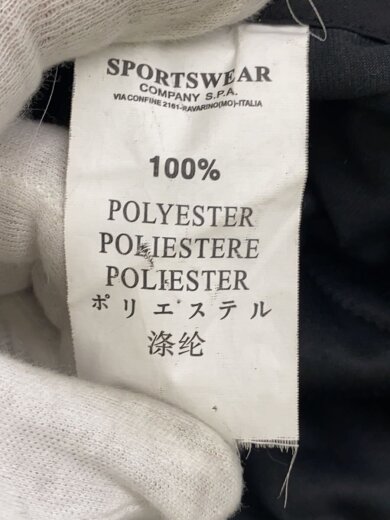 SPORTSWEAR
COMPANY S.P.A.
VIA CONFINE 2161-RAVARINO(MO)-ITALIA
100%
POLYESTER
POLIESTERE
POLIESTER
ポリエステル
涤纶